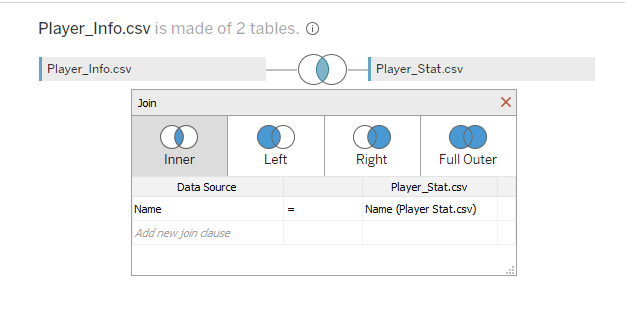 Player_Info.csv is made of 2 tables.
Player_Info.csv
Player_Stat.csv
Join
Inner
Left
Right
Full Outer
Data Source
Player_Stat.csv
Name = Name (Player Stat.csv)
Add new join clause